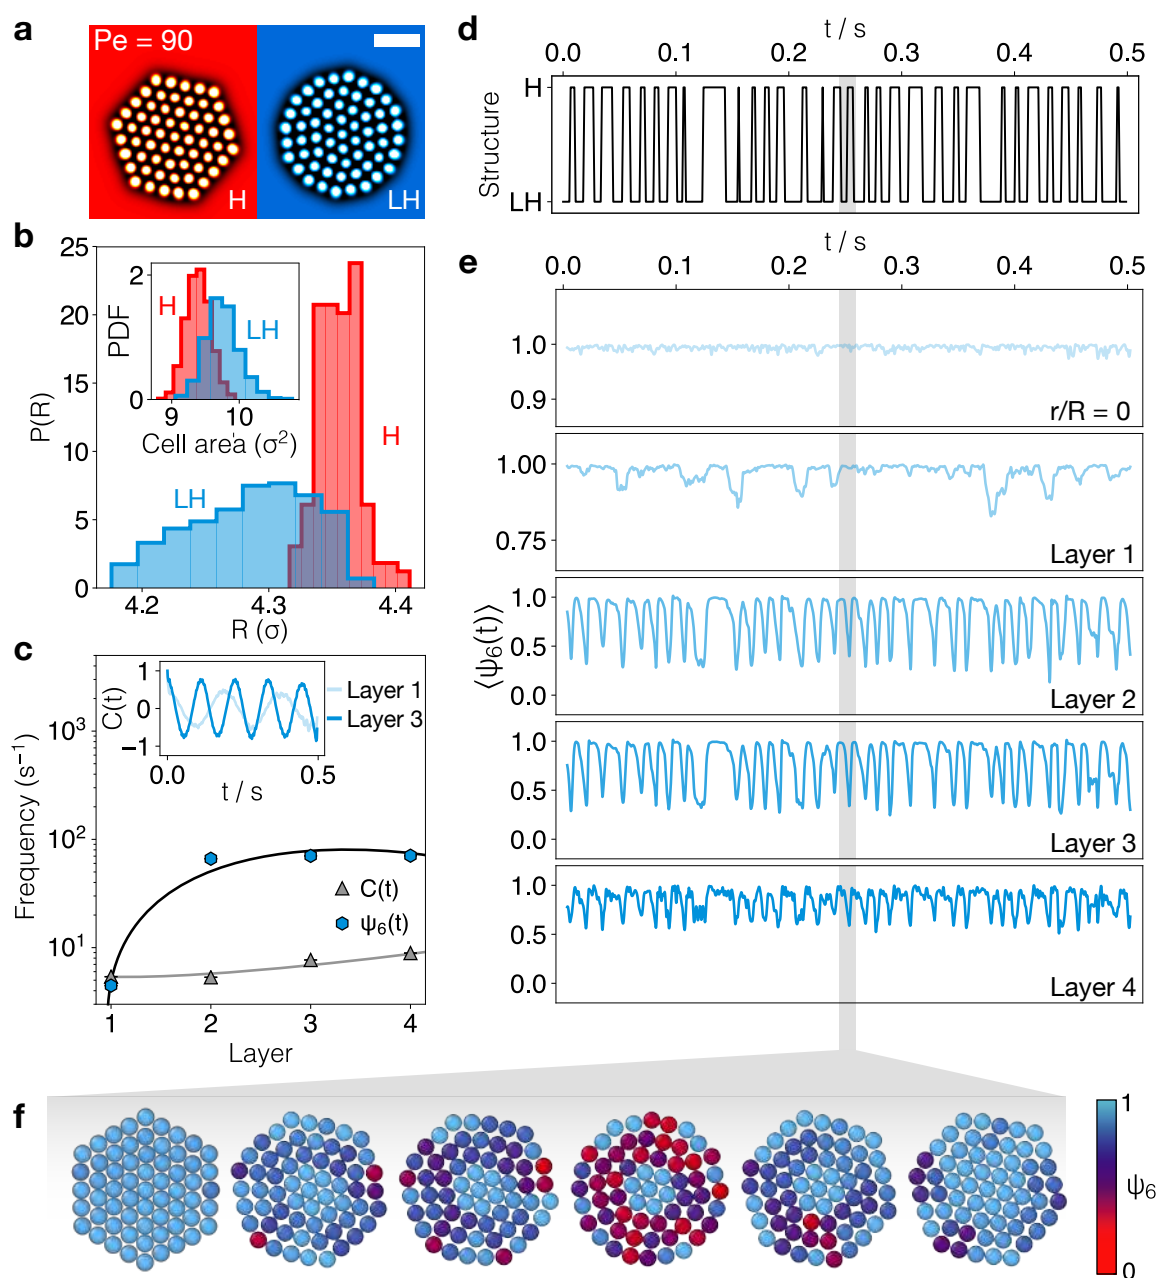 a
Pe = 90
H
LH
b
25
20
15
10
5
0
P(R)
2
1
0
PDF
H
LH
9
10
Cell area (σ²)
H
LH
4.2
4.3
4.4
R (σ)
c
10³
10²
10¹
Frequency (s⁻¹)
1
0
−1
C(t)
0.0
0.5
t / s
Layer 1
Layer 3
C(t)
ψ₆(t)
1
2
3
4
Layer
d
t / s
0.0
0.1
0.2
0.3
0.4
0.5
H
LH
Structure
e
t / s
0.0
0.1
0.2
0.3
0.4
0.5
1.0
0.9
r/R = 0
1.00
0.75
Layer 1
⟨ψ₆(t)⟩
1.0
0.5
0.0
Layer 2
1.0
0.5
0.0
Layer 3
1.0
0.5
0.0
Layer 4
f
1
ψ₆
0